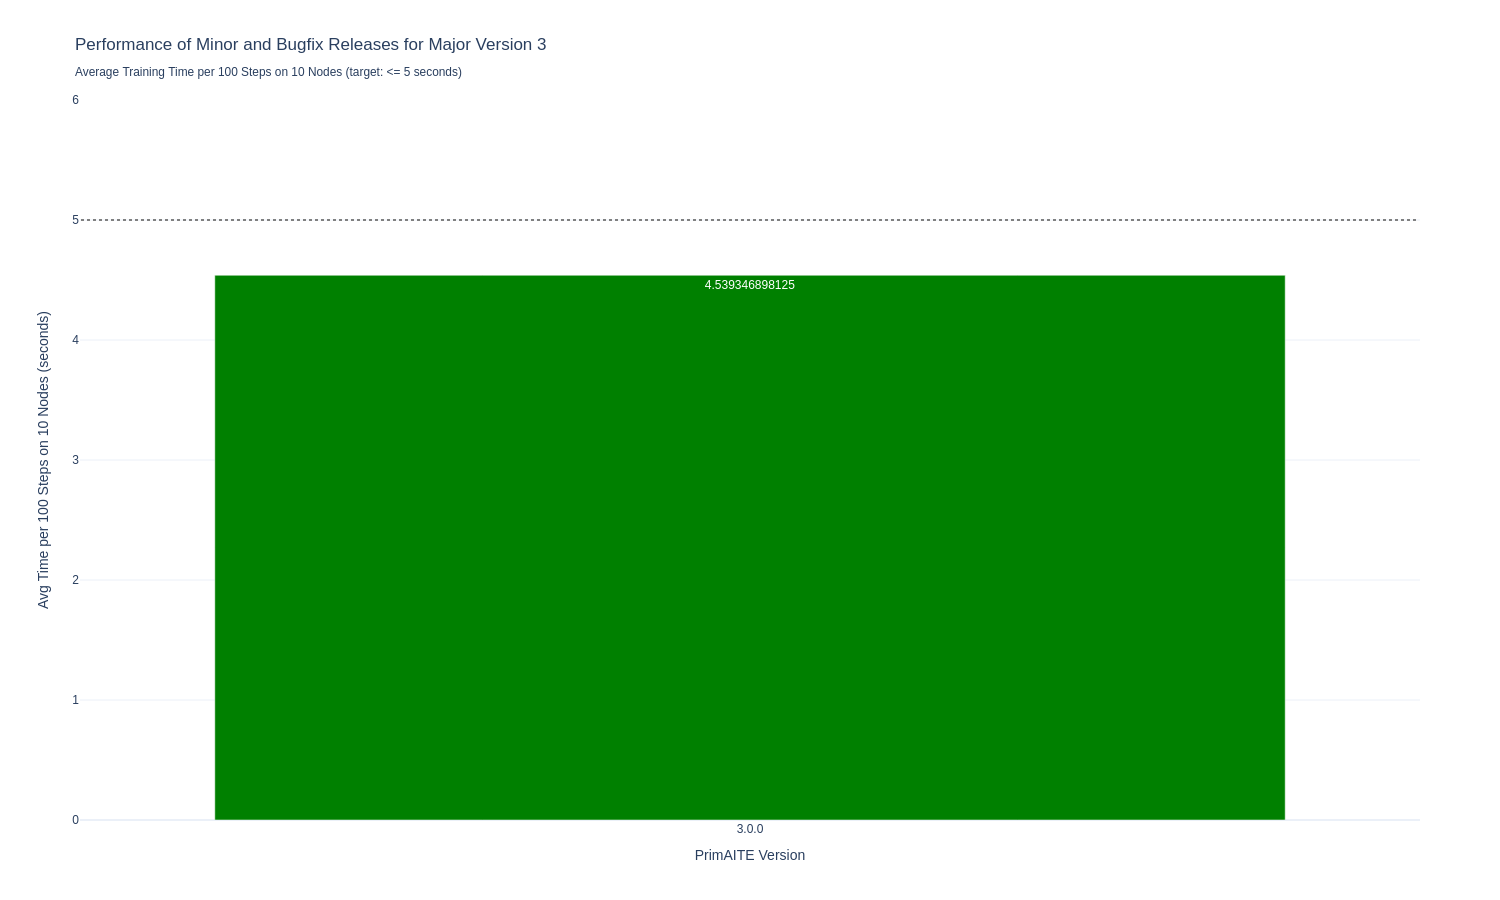 Performance of Minor and Bugfix Releases for Major Version 3
Average Training Time per 100 Steps on 10 Nodes (target: <= 5 seconds)
6
5
4.539346898125
4
3
2
1
0
Avg Time per 100 Steps on 10 Nodes (seconds)
3.0.0
PrimAITE Version